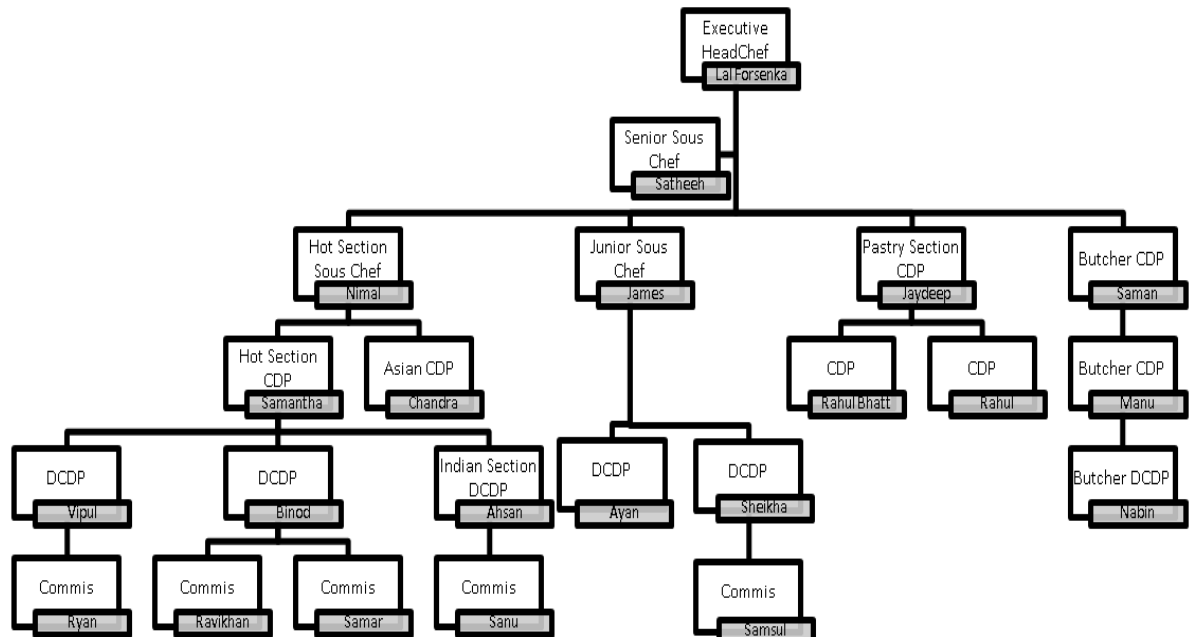 Executive
HeadChef
Lal Forsenka
Senior Sous
Chef
Satheeh
Hot Section
Sous Chef
Nimal
Junior Sous
Chef
James
Pastry Section
CDP
Jaydeep
Butcher CDP
Saman
Hot Section
CDP
Samantha
Asian CDP
Chandra
CDP
Rahul Bhatt
CDP
Rahul
Butcher CDP
Manu
DCDP
Vipul
DCDP
Binod
Indian Section
DCDP
Ahsan
DCDP
Ayan
DCDP
Sheikha
Butcher DCDP
Nabin
Commis
Ryan
Commis
Ravikhan
Commis
Samar
Commis
Sanu
Commis
Samsul